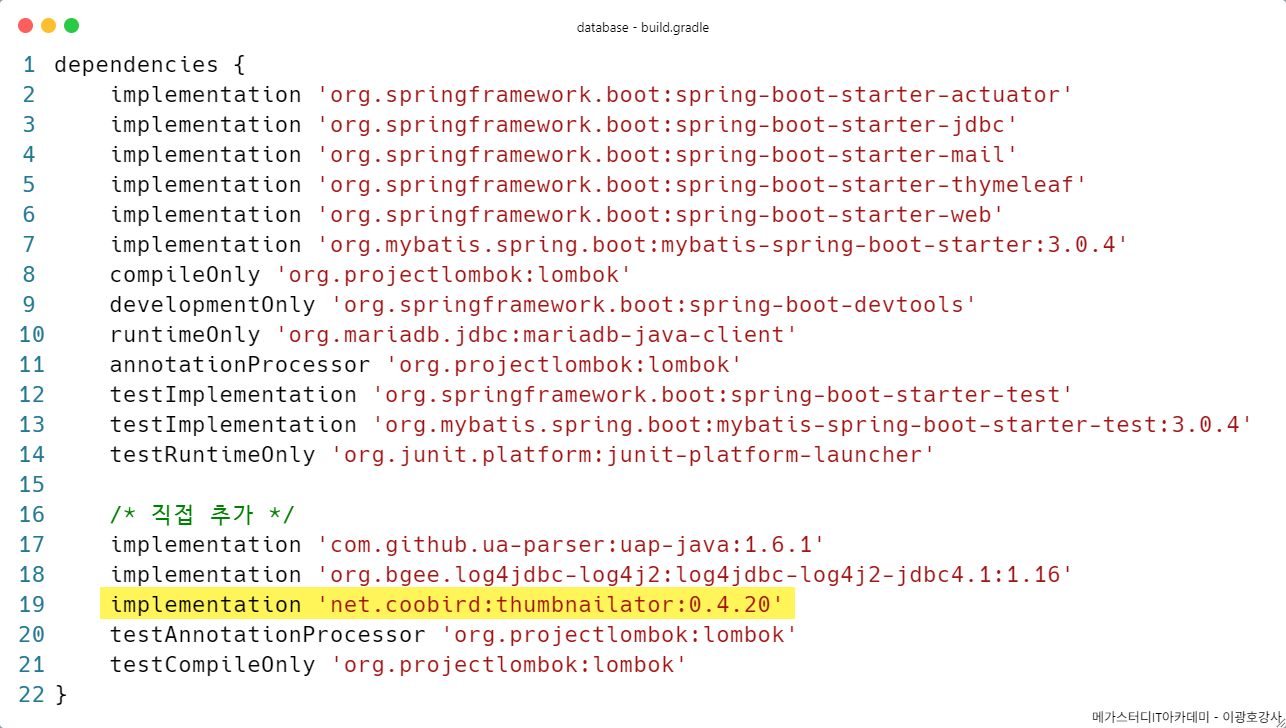 database - build.gradle
1 dependencies {
2     implementation 'org.springframework.boot:spring-boot-starter-actuator'
3     implementation 'org.springframework.boot:spring-boot-starter-jdbc'
4     implementation 'org.springframework.boot:spring-boot-starter-mail'
5     implementation 'org.springframework.boot:spring-boot-starter-thymeleaf'
6     implementation 'org.springframework.boot:spring-boot-starter-web'
7     implementation 'org.mybatis.spring.boot:mybatis-spring-boot-starter:3.0.4'
8     compileOnly 'org.projectlombok:lombok'
9     developmentOnly 'org.springframework.boot:spring-boot-devtools'
10     runtimeOnly 'org.mariadb.jdbc:mariadb-java-client'
11     annotationProcessor 'org.projectlombok:lombok'
12     testImplementation 'org.springframework.boot:spring-boot-starter-test'
13     testImplementation 'org.mybatis.spring.boot:mybatis-spring-boot-starter-test:3.0.4'
14     testRuntimeOnly 'org.junit.platform:junit-platform-launcher'
15
16     /* 직접 추가 */
17     implementation 'com.github.ua-parser:uap-java:1.6.1'
18     implementation 'org.bgee.log4jdbc-log4j2:log4jdbc-log4j2-jdbc4.1:1.16'
19     implementation 'net.coobird:thumbnailator:0.4.20'
20     testAnnotationProcessor 'org.projectlombok:lombok'
21     testCompileOnly 'org.projectlombok:lombok'
22 }
메가스터디IT아카데미 - 이광호강사